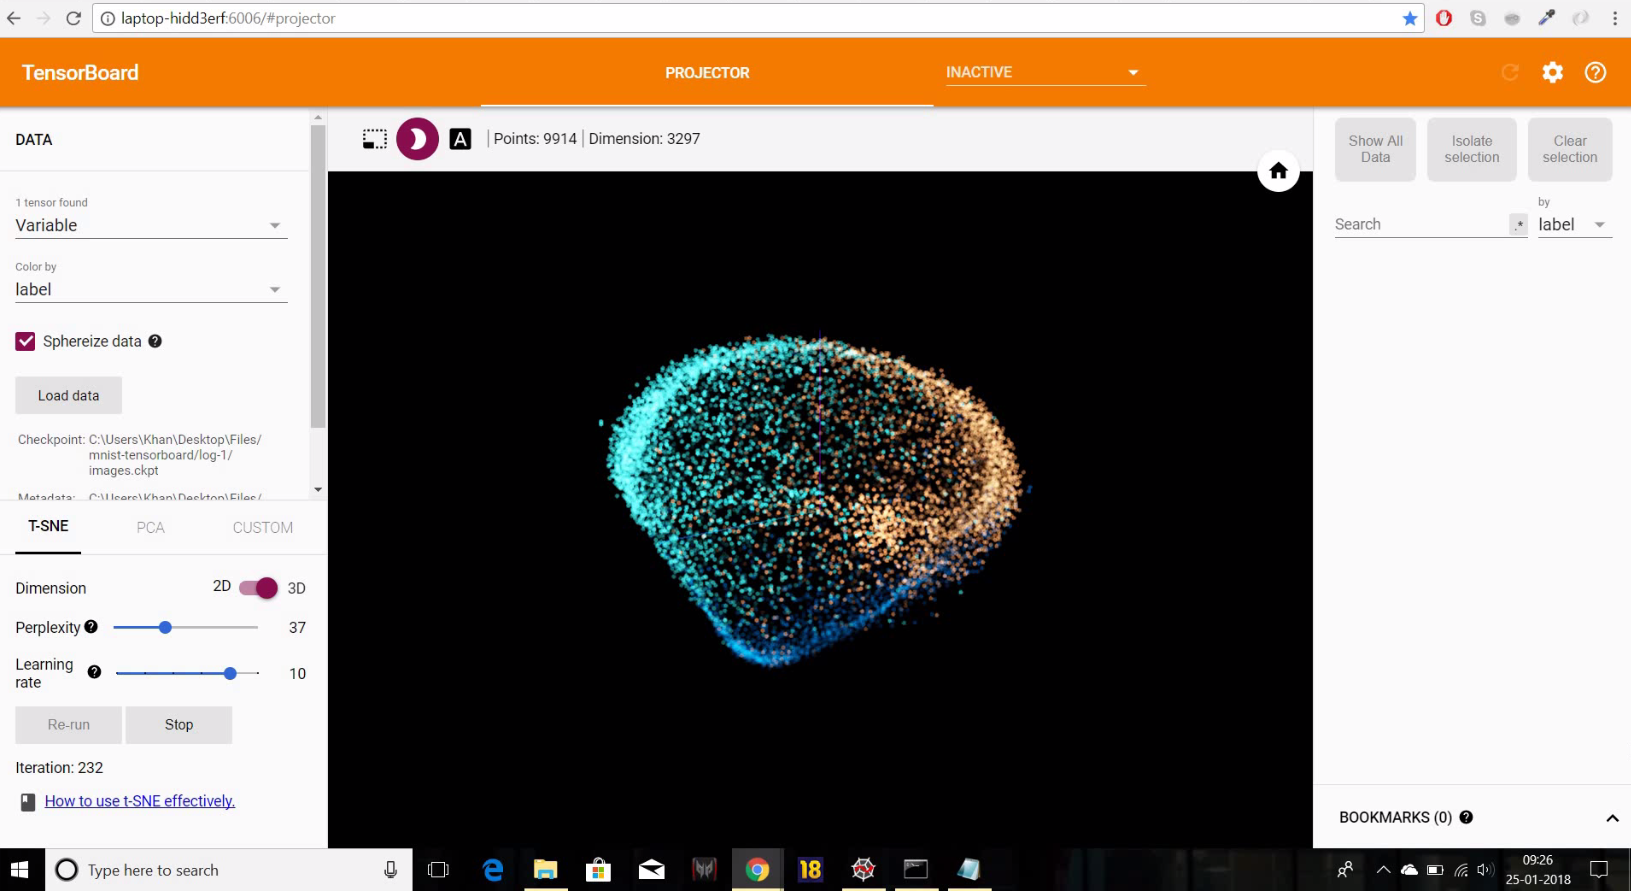 laptop-hidd3erf:6006/#projector
TensorBoard
PROJECTOR
INACTIVE
DATA
1 tensor found
Variable
Color by
label
Sphereize data
Load data
Checkpoint: C:\Users\Khan\Desktop\Files/
mnist-tensorboard/log-1/
images.ckpt
Metadata: C:\Users\Khan\Desktop\Files/
T-SNE PCA CUSTOM
Dimension 2D 3D
Perplexity 37
Learning
rate
10
Re-run Stop
Iteration: 232
How to use t-SNE effectively.
A | Points: 9914 | Dimension: 3297
Show All
Data
Isolate
selection
Clear
selection
Search .*
by
label
BOOKMARKS (0)
Type here to search
18
09:26
25-01-2018